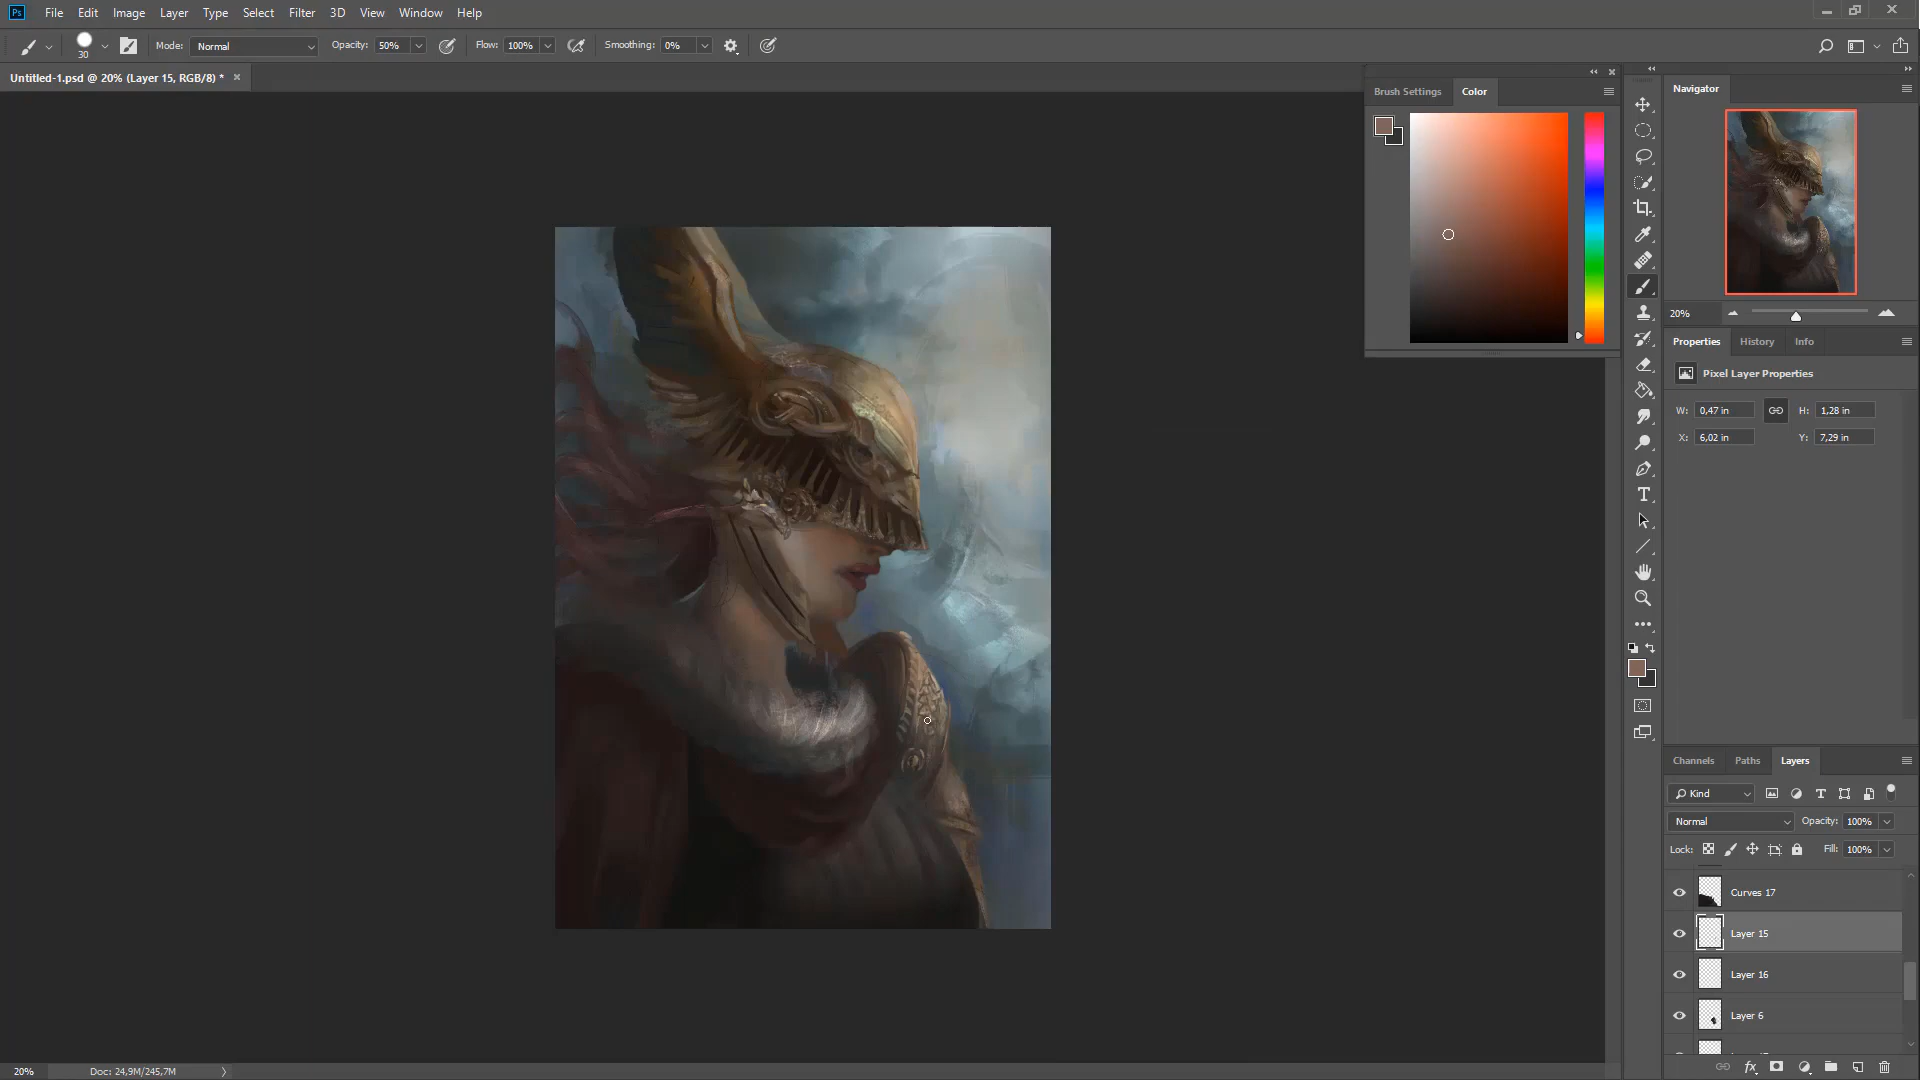 Ps File Edit Image Layer Type Select Filter 3D View Window Help
30 Mode: Normal Opacity: 50% Flow: 100% Smoothing: 0%
Untitled-1.psd @ 20% (Layer 15, RGB/8) *
Brush Settings Color
Navigator
20%
Properties History Info
Pixel Layer Properties
W: 0,47 in H: 1,28 in
X: 6,02 in Y: 7,29 in
Channels Paths Layers
Kind
Normal Opacity: 100%
Lock: Fill: 100%
Curves 17
Layer 15
Layer 16
Layer 6
20% Doc: 24,9M/245,7M